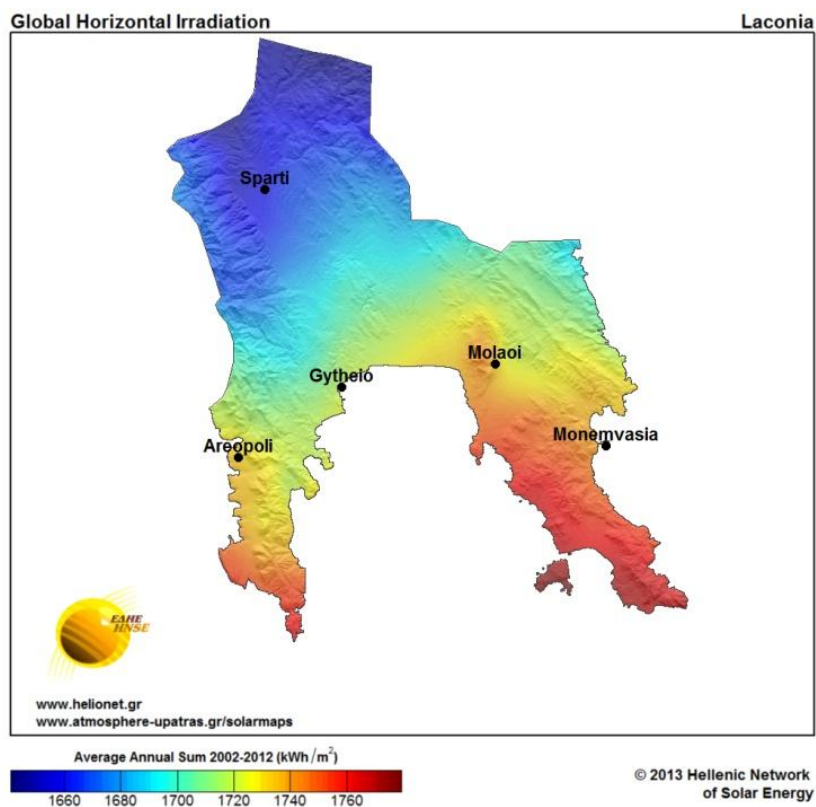 Global Horizontal Irradiation
Laconia
Sparti
Molaoi
Gytheio
Monemvasia
Areopoli
EAHE
HNSE
www.helionet.gr
www.atmosphere-upatras.gr/solarmaps
Average Annual Sum 2002-2012 (kWh/m²)
1660 1680 1700 1720 1740 1760
© 2013 Hellenic Network
of Solar Energy